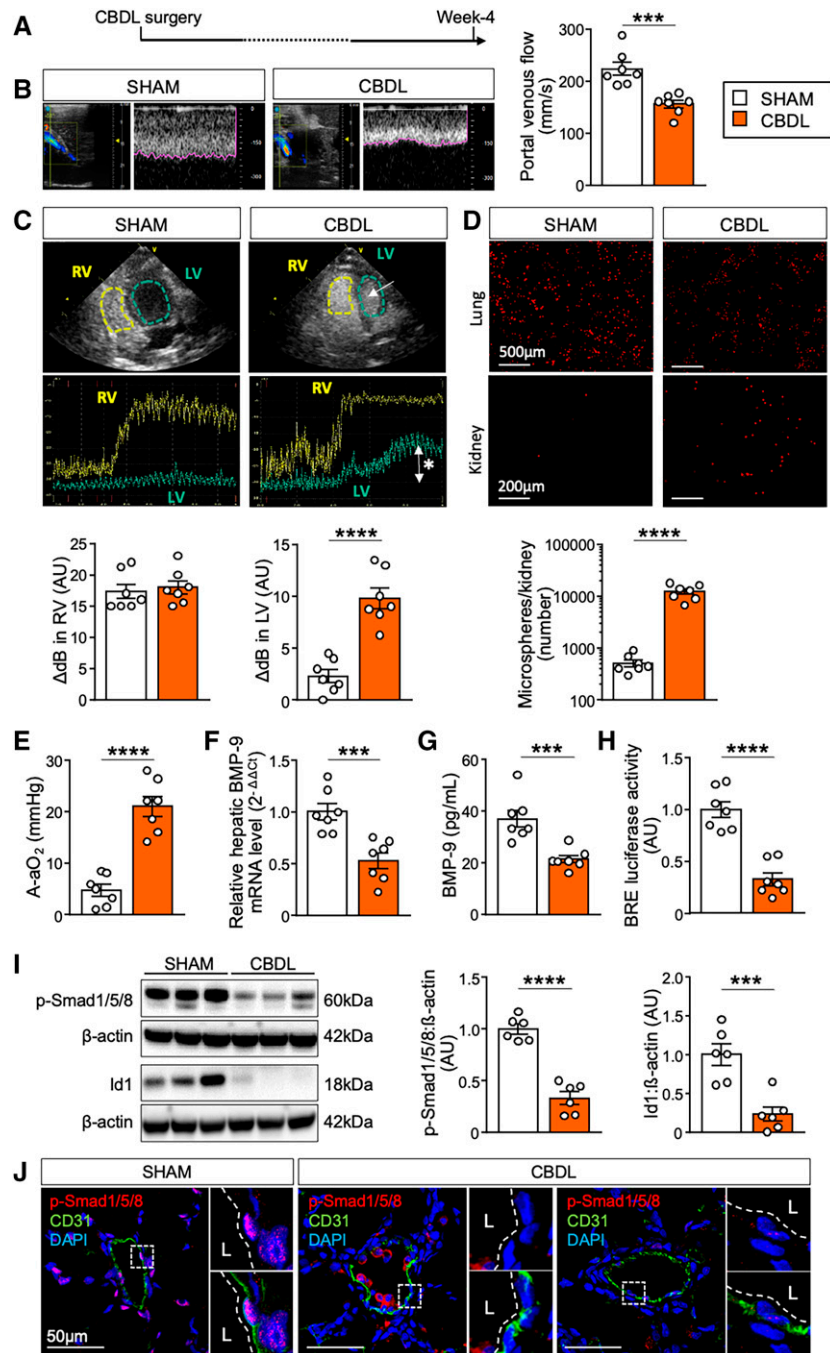 A
CBDL surgery
Week-4
B
SHAM
CBDL
0
-150
-300
0
-150
-300
Portal venous flow
(mm/s)
300
200
100
0
***
SHAM
CBDL
C
SHAM
CBDL
V
RV
LV
V
RV
LV
RV
LV
RV
LV
*
D
SHAM
CBDL
Lung
500μm
Kidney
200μm
ΔdB in RV (AU)
25
20
15
10
5
0
ΔdB in LV (AU)
15
10
5
0
****
Microspheres/kidney
(number)
100000
10000
1000
100
****
E
A-aO2
(mmHg)
30
20
10
0
****
F
Relative hepatic BMP-9
mRNA level (2-ΔΔCt)
1.5
1.0
0.5
0
***
G
BMP-9 (pg/mL)
60
40
20
0
***
H
BRE luciferase activity
(AU)
1.5
1.0
0.5
0
****
I
SHAM
CBDL
p-Smad1/5/8
60kDa
β-actin
42kDa
Id1
18kDa
β-actin
42kDa
p-Smad1/5/8:ß-actin
(AU)
1.5
1.0
0.5
0
****
Id1:ß-actin (AU)
2.0
1.5
1.0
0.5
0
***
J
SHAM
CBDL
p-Smad1/5/8
CD31
DAPI
50μm
L
L
p-Smad1/5/8
CD31
DAPI
L
L
p-Smad1/5/8
CD31
DAPI
L
L